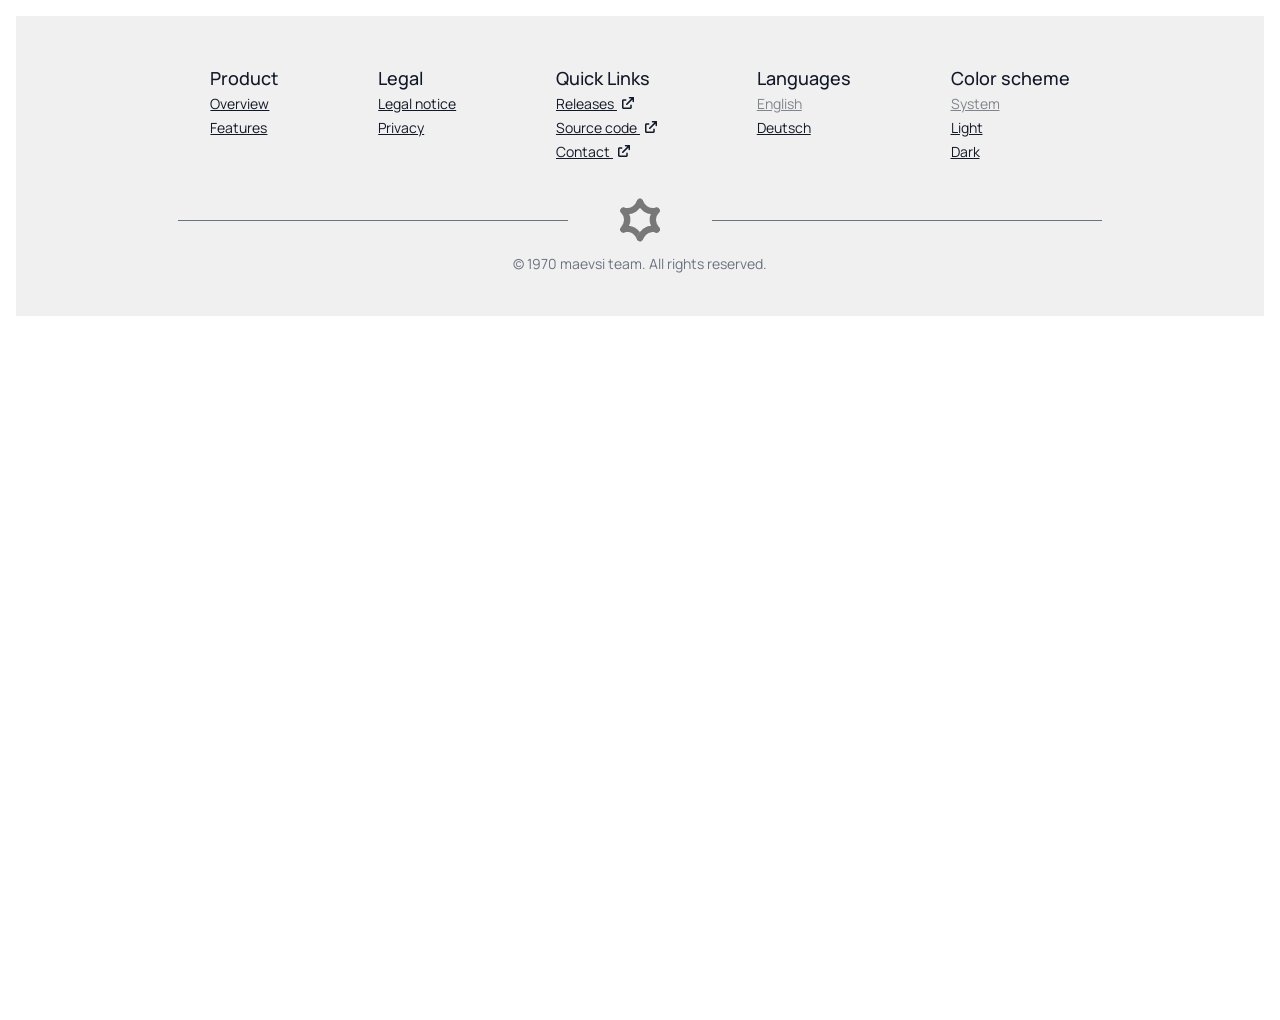 Product
Overview
Features
Legal
Legal notice
Privacy
Quick Links
Releases
Source code
Contact
Languages
English
Deutsch
Color scheme
System
Light
Dark
© 1970 maevsi team. All rights reserved.